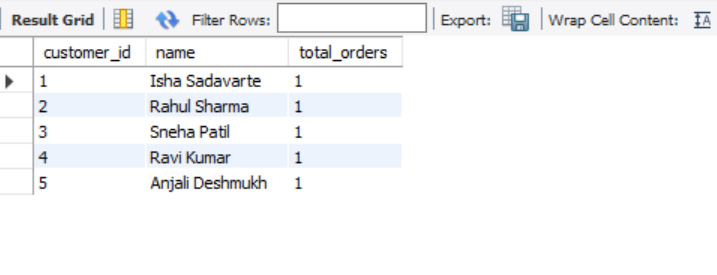 Result Grid Filter Rows: Export: Wrap Cell Content:
customer_id name total_orders
1 Isha Sadavarte 1
2 Rahul Sharma 1
3 Sneha Patil 1
4 Ravi Kumar 1
5 Anjali Deshmukh 1